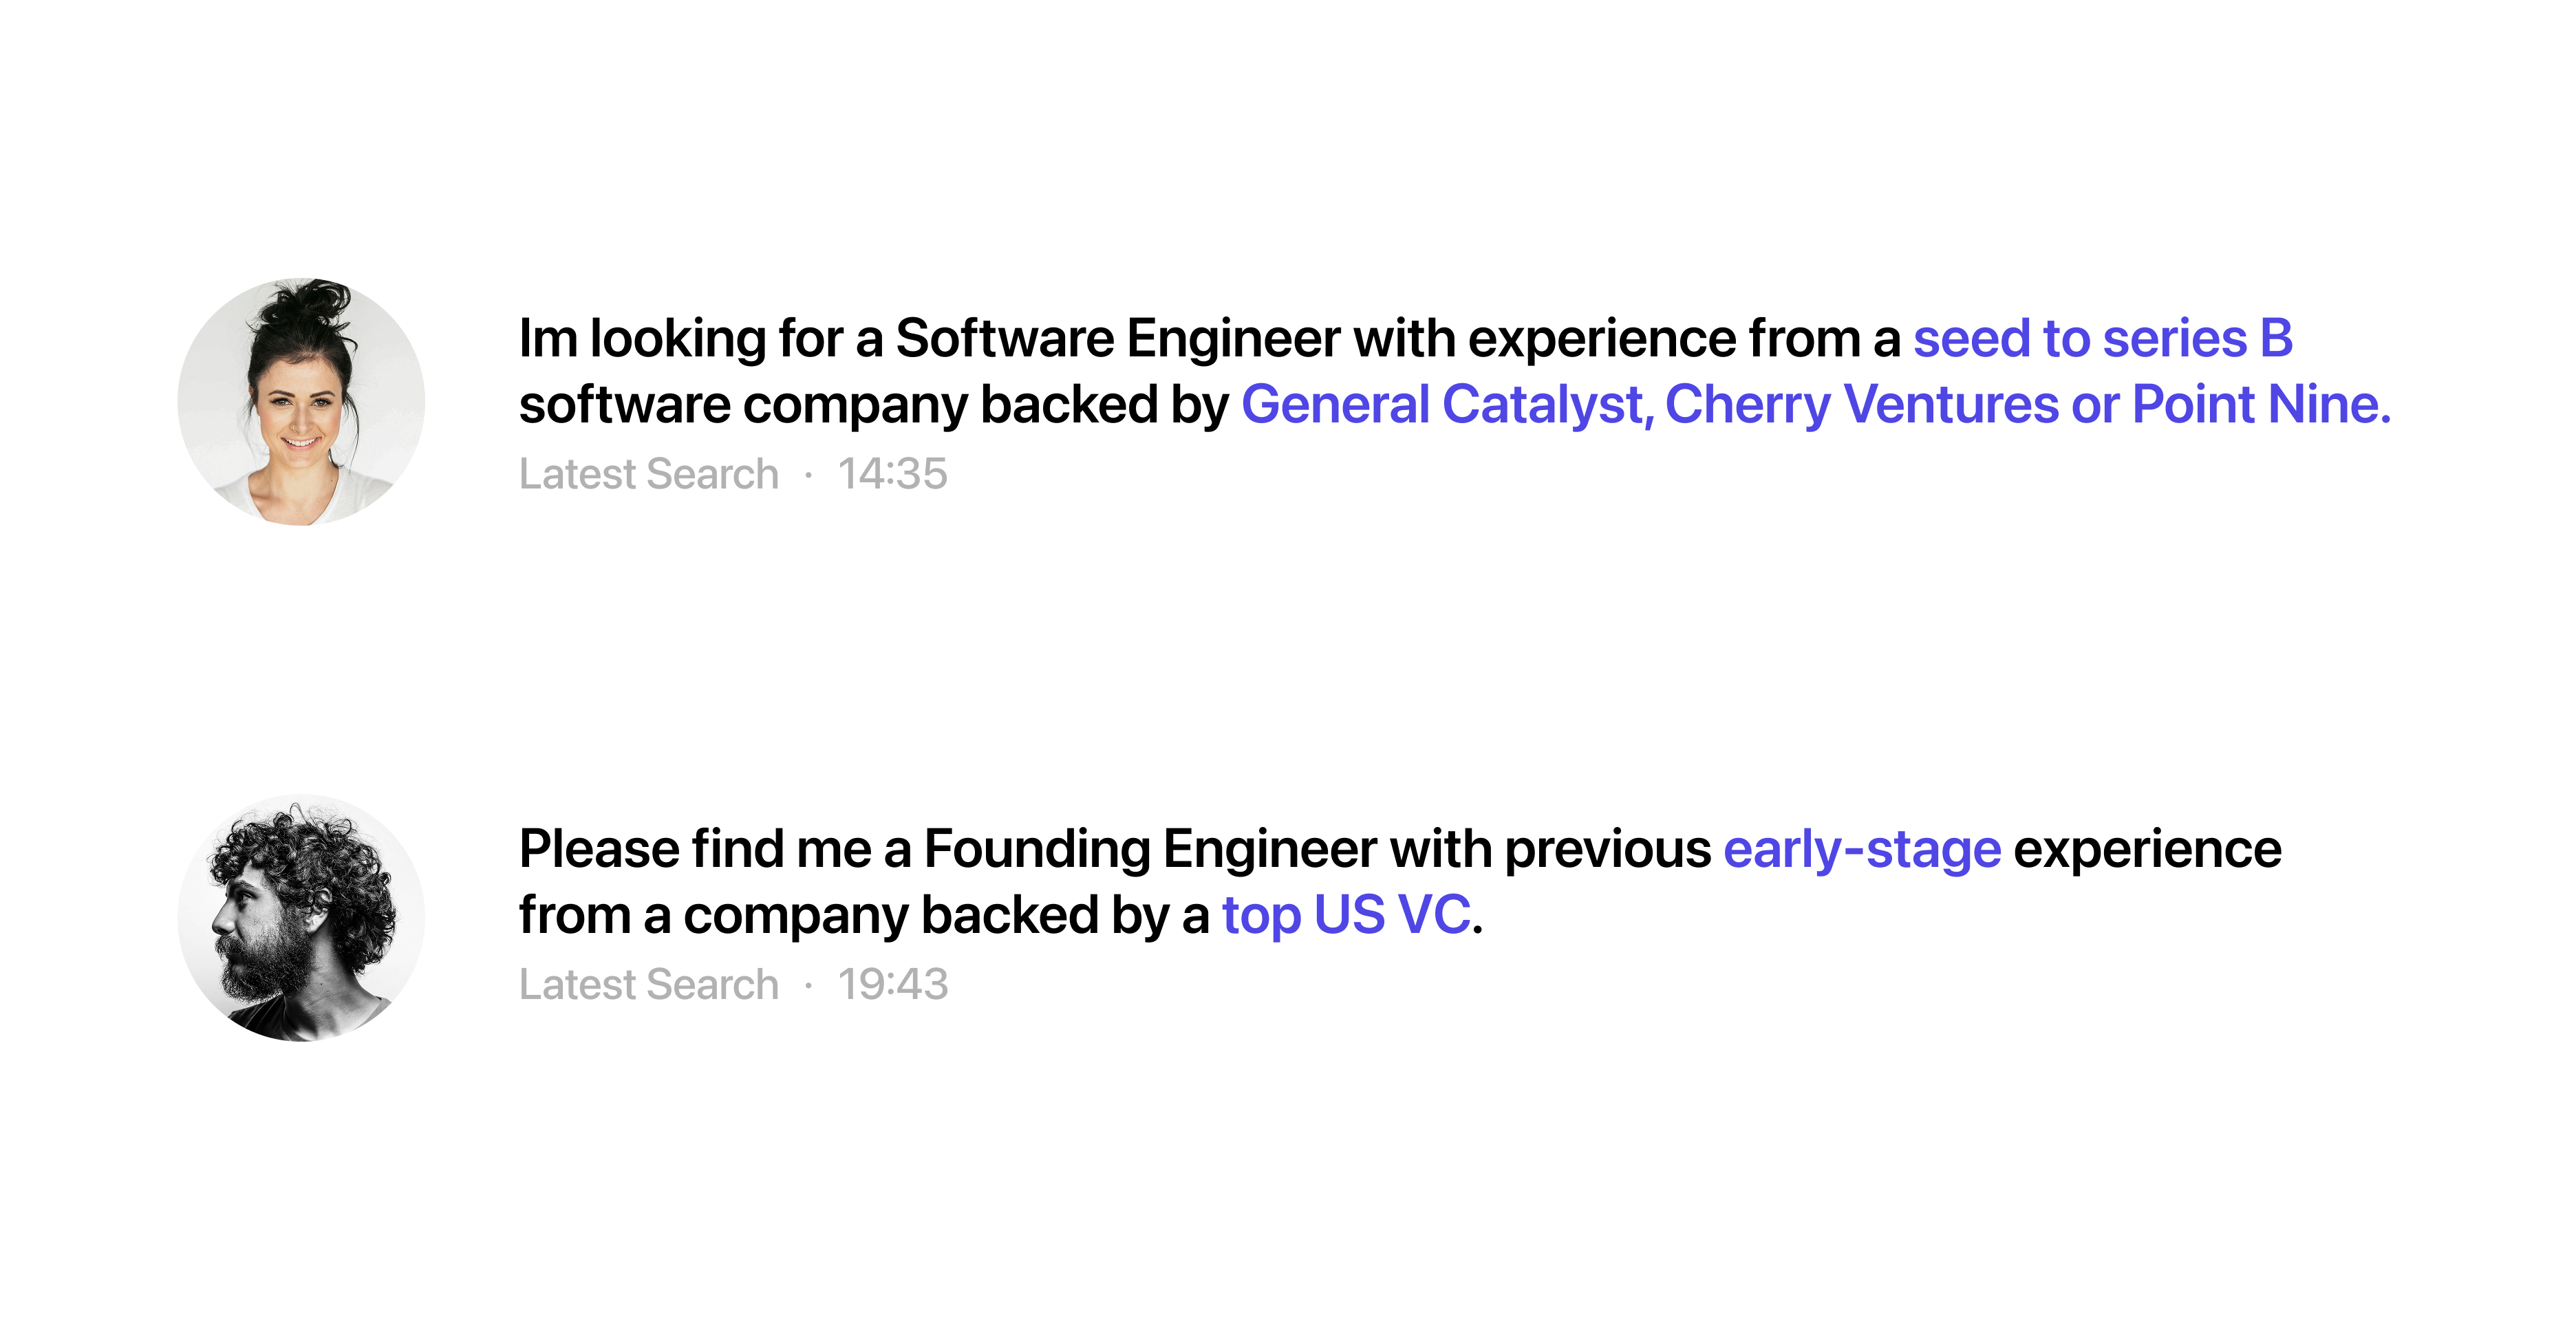 Im looking for a Software Engineer with experience from a seed to series B
software company backed by General Catalyst, Cherry Ventures or Point Nine.
Latest Search · 14:35
Please find me a Founding Engineer with previous early-stage experience
from a company backed by a top US VC.
Latest Search · 19:43